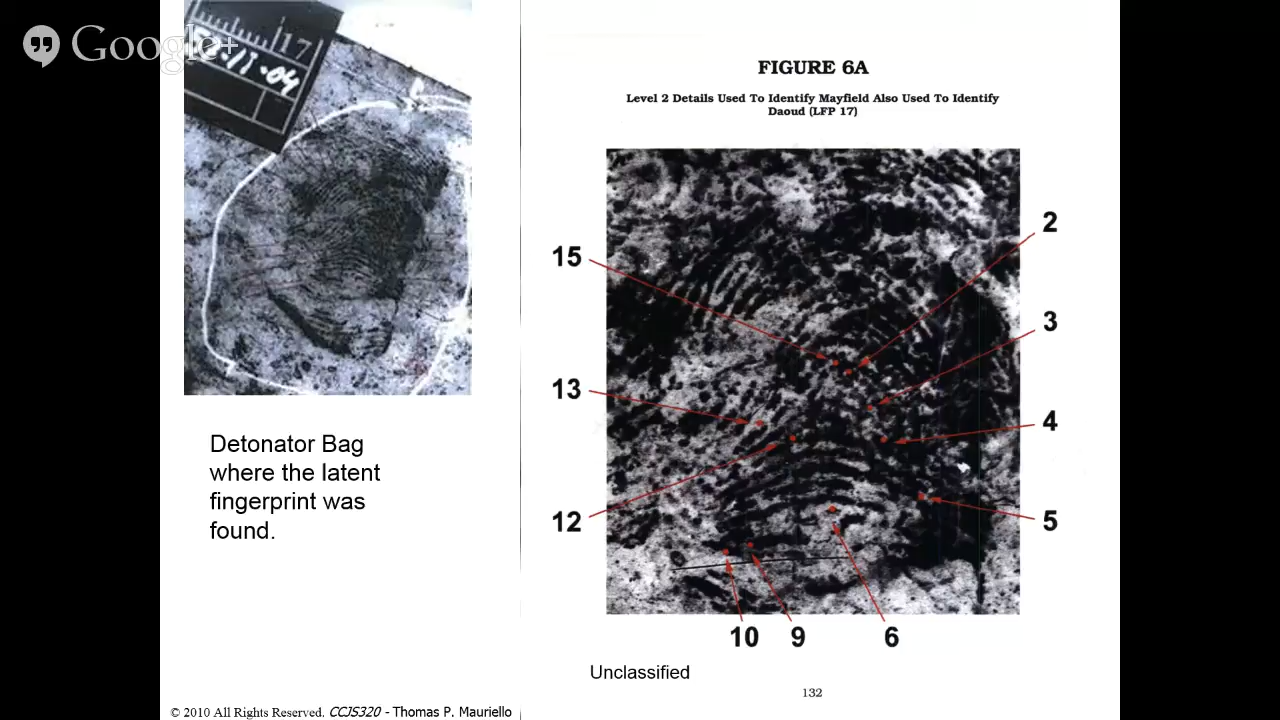 Google+
17
FIGURE 6A
Level 2 Details Used To Identify Mayfield Also Used To Identify
Daoud (LFP 17)
2
15
3
13
4
12
5
10
9
6
Detonator Bag
where the latent
fingerprint was
found.
Unclassified
132
© 2010 All Rights Reserved. CCJS320 - Thomas P. Mauriello